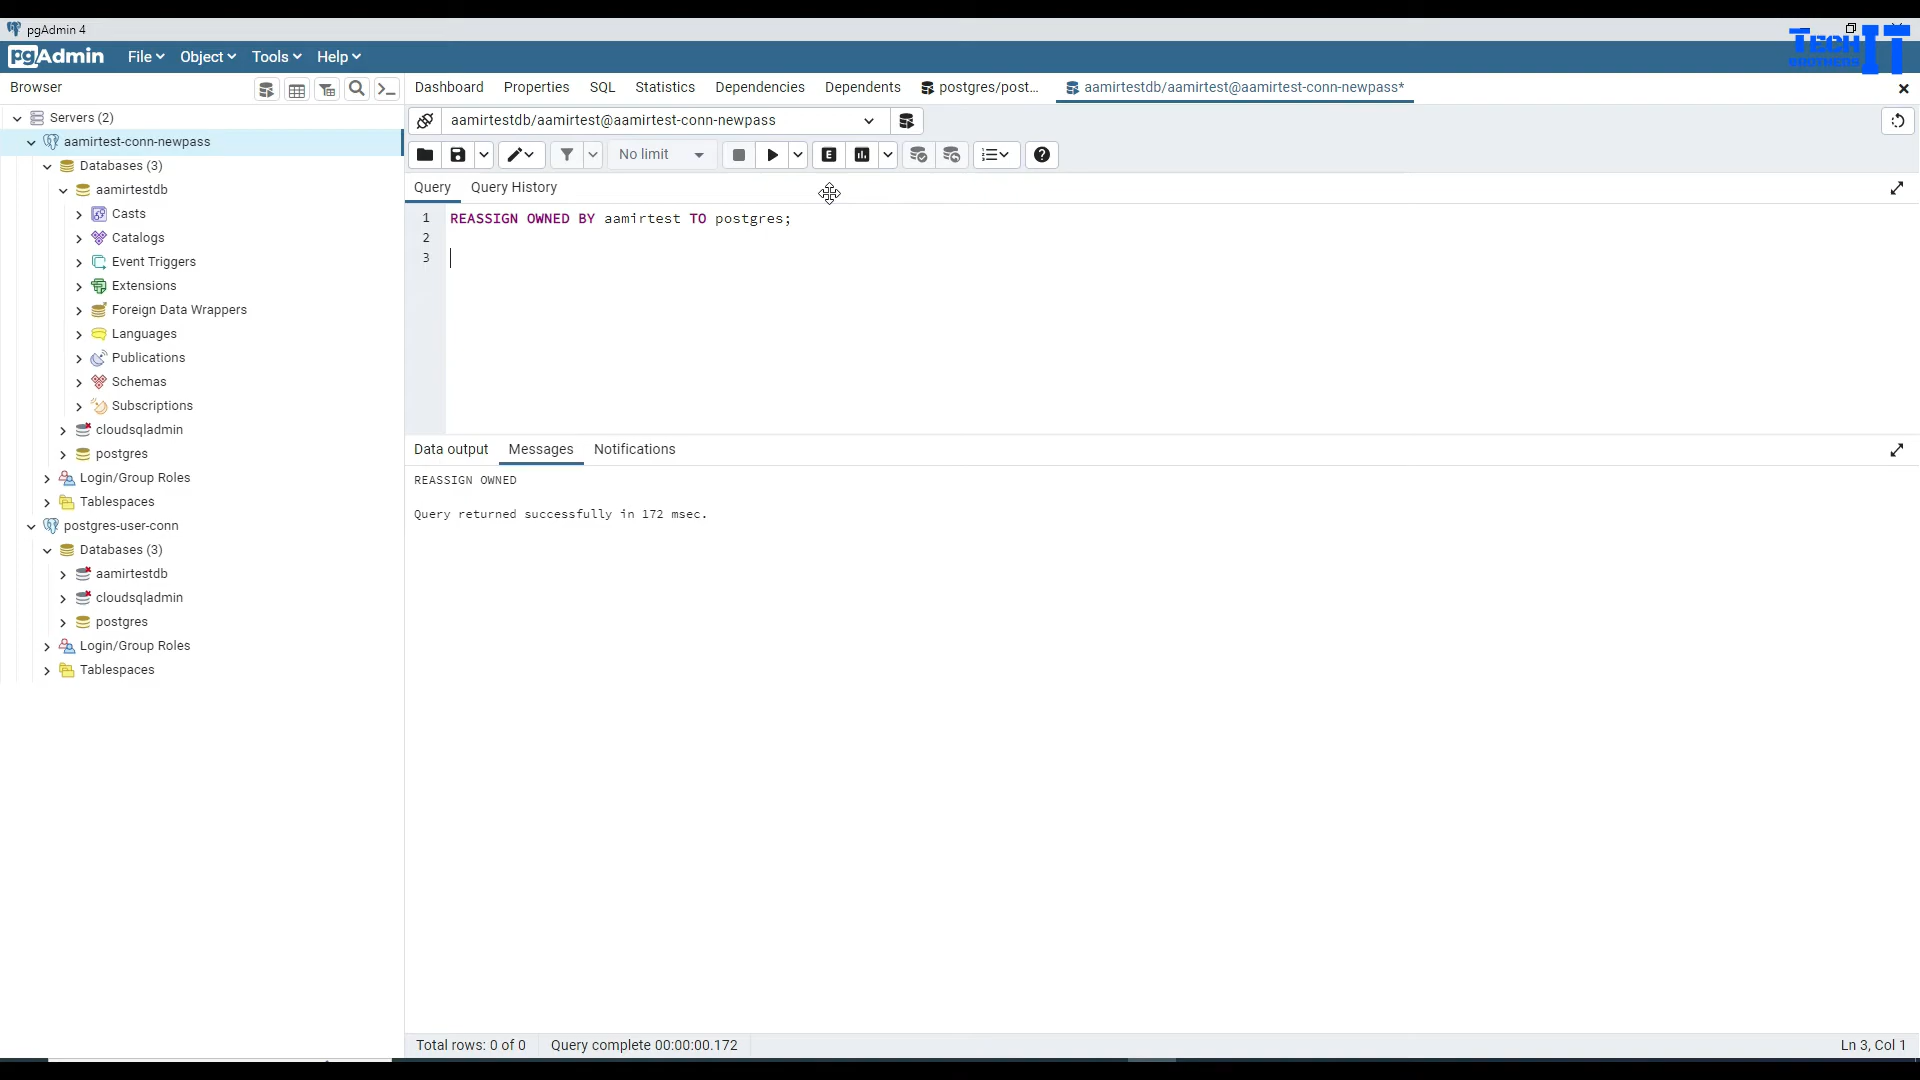 pgAdmin 4
TECH IT
BROTHERS
pgAdmin File Object Tools Help
Browser
Dashboard Properties SQL Statistics Dependencies Dependents postgres/post... aamirtestdb/aamirtest@aamirtest-conn-newpass*
Servers (2)
aamirtest-conn-newpass
Databases (3)
aamirtestdb
Casts
Catalogs
Event Triggers
Extensions
Foreign Data Wrappers
Languages
Publications
Schemas
Subscriptions
cloudsqladmin
postgres
Login/Group Roles
Tablespaces
postgres-user-conn
Databases (3)
aamirtestdb
cloudsqladmin
postgres
Login/Group Roles
Tablespaces
aamirtestdb/aamirtest@aamirtest-conn-newpass
No limit
E
Query Query History
1 REASSIGN OWNED BY aamirtest TO postgres;
2
3
Data output Messages Notifications
REASSIGN OWNED
Query returned successfully in 172 msec.
Total rows: 0 of 0 Query complete 00:00:00.172 Ln 3, Col 1